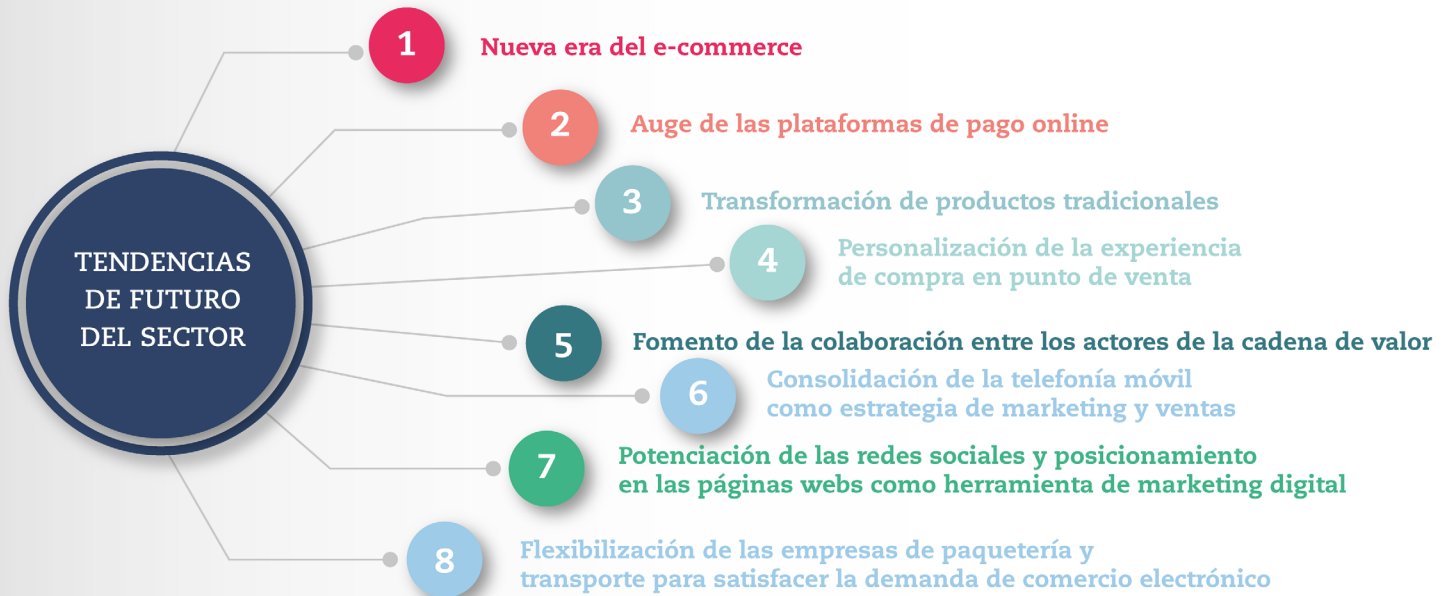 TENDENCIAS
DE FUTURO
DEL SECTOR
1
Nueva era del e-commerce
2
Auge de las plataformas de pago online
3
Transformación de productos tradicionales
4
Personalización de la experiencia
de compra en punto de venta
5
Fomento de la colaboración entre los actores de la cadena de valor
6
Consolidación de la telefonía móvil
como estrategia de marketing y ventas
7
Potenciación de las redes sociales y posicionamiento
en las páginas webs como herramienta de marketing digital
8
Flexibilización de las empresas de paquetería y
transporte para satisfacer la demanda de comercio electrónico